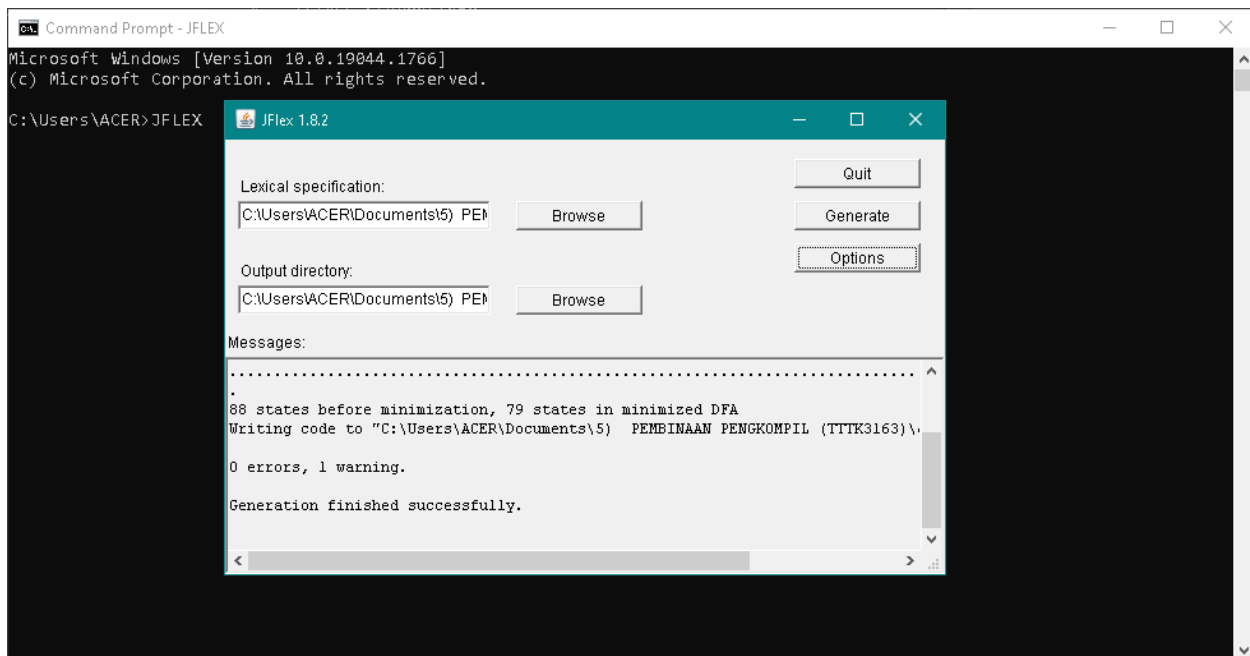 Command Prompt - JFLEX
Microsoft Windows [Version 10.0.19044.1766]
(c) Microsoft Corporation. All rights reserved.
C:\Users\ACER>JFLEX
JFlex 1.8.2
Lexical specification:
C:\Users\ACER\Documents\5) PEM
Browse
Output directory:
C:\Users\ACER\Documents\5) PEM
Browse
Quit
Generate
Options
Messages:
..............................................................................
.
88 states before minimization, 79 states in minimized DFA
Writing code to "C:\Users\ACER\Documents\5)  PEMBINAAN PENGKOMPIL (TTTK3163)\
0 errors, 1 warning.
Generation finished successfully.